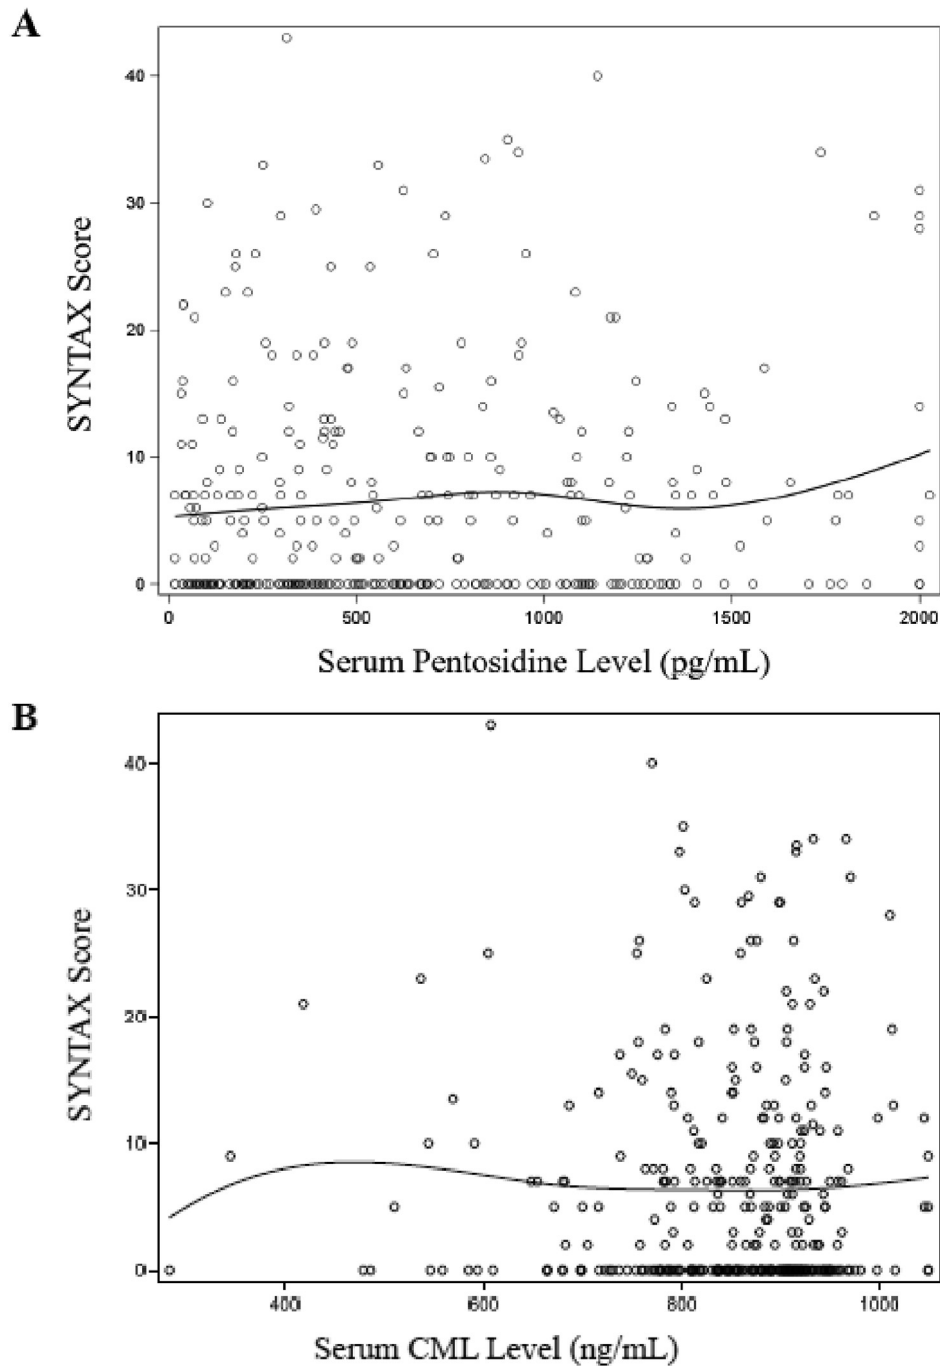 A
SYNTAX Score
40
30
20
10
0
0 500 1000 1500 2000
Serum Pentosidine Level (pg/mL)
B
SYNTAX Score
40
30
20
10
0
400 600 800 1000
Serum CML Level (ng/mL)